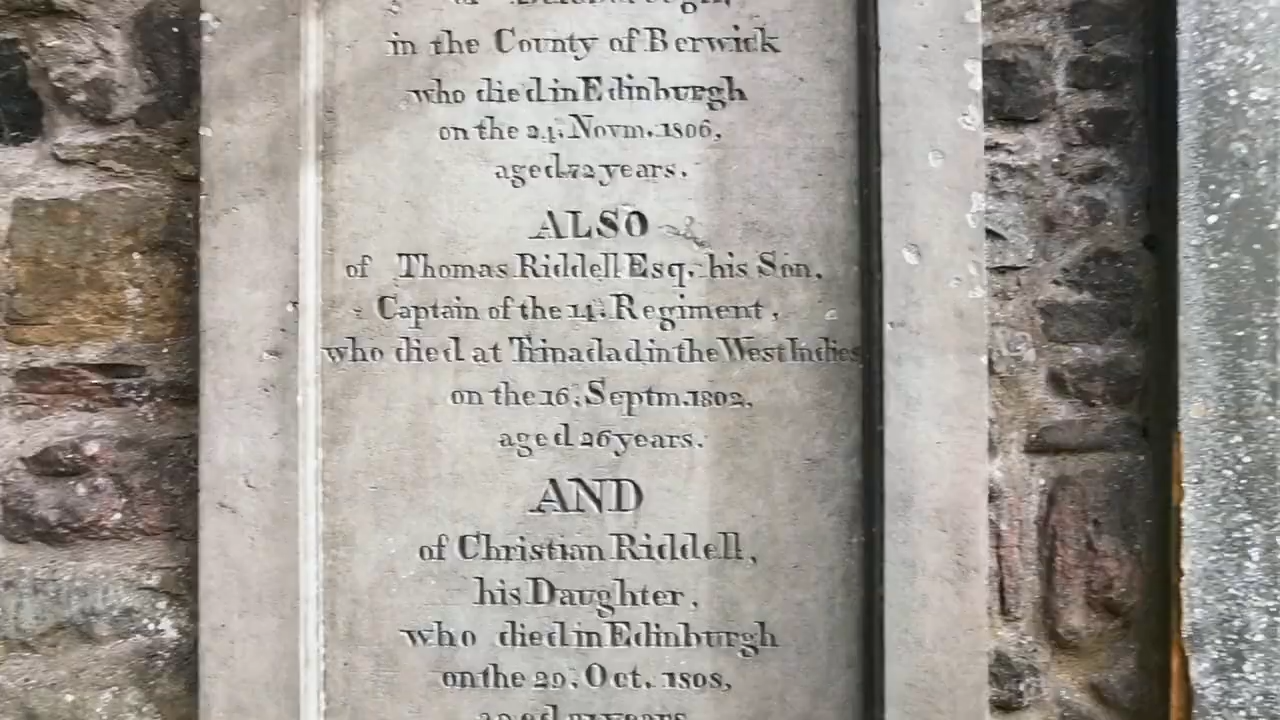 in the County of Berwick
who died in Edinburgh
on the 24. Novm. 1806,
aged 72 years.
ALSO
of Thomas Riddell Esq. his Son,
Captain of the 14. Regiment,
who died at Trinadad in the West Indies
on the 16. Septm. 1802,
aged 26 years.
AND
of Christian Riddell,
his Daughter,
who died in Edinburgh
on the 29. Oct. 1808,
aged years